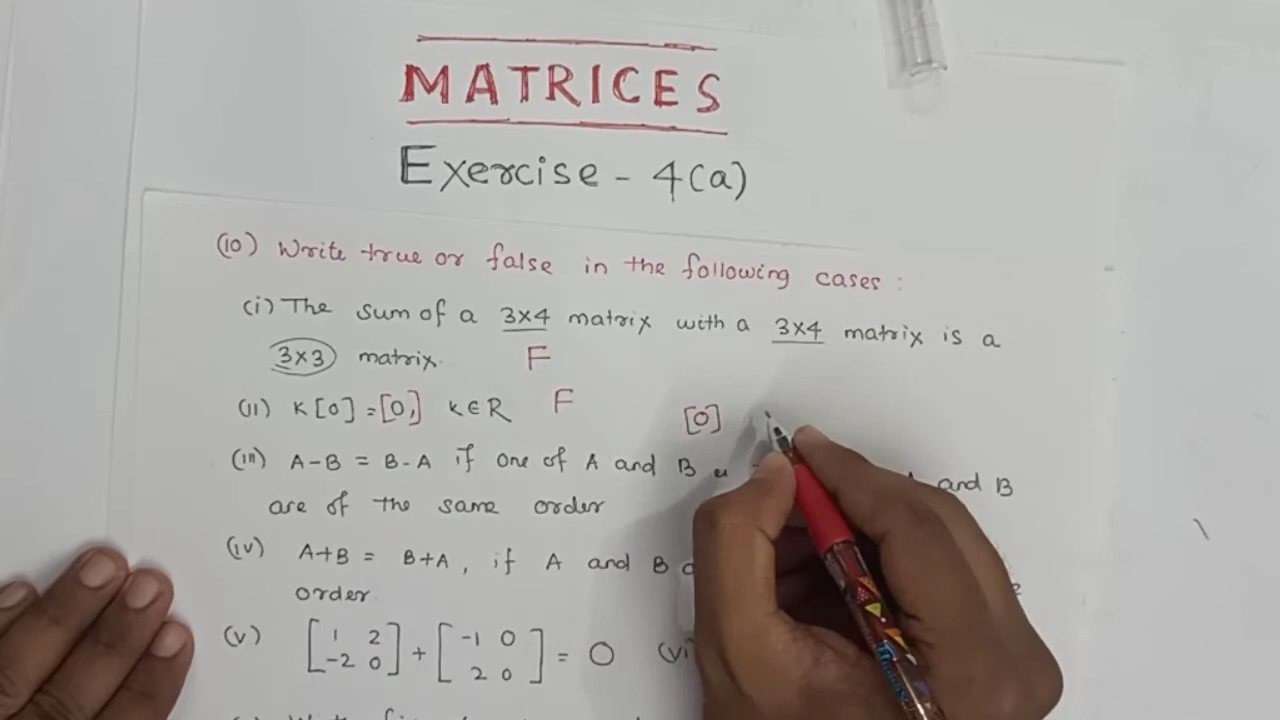 MATRICES
Exercise - 4(a)
(10) Write true or false in the following cases :
(i) The sum of a 3×4 matrix with a 3×4 matrix is a
3×3 matrix. F
(ii) K[0] = [0,] K∈R F [0]
(iii) A-B = B-A if one of A and B and B
are of the same order
(iv) A+B = B+A, if A and B
order.
(v) [1 2 -2 0] + [-1 0 2 0] = 0 (vi